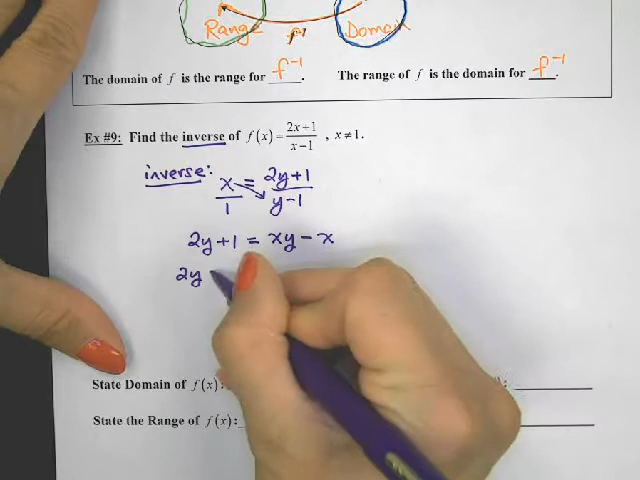 Range f⁻¹ Domain
The domain of f is the range for f⁻¹. The range of f is the domain for f⁻¹.
Ex #9: Find the inverse of f(x) = (2x+1)/(x−1) , x ≠ 1.
inverse: x/1 = (2y+1)/(y−1)
2y + 1 = xy − x
2y
State Domain of f(x):
State the Range of f(x):